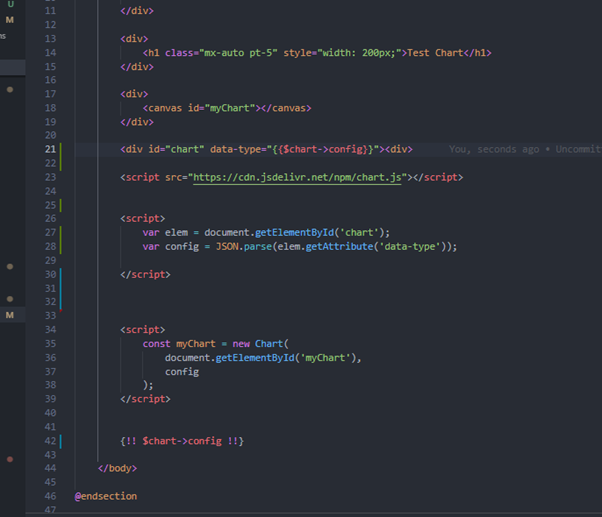 U
M
ns
M
11 </div>
12
13 <div>
14 <h1 class="mx-auto pt-5" style="width: 200px;">Test Chart</h1>
15 </div>
16
17 <div>
18 <canvas id="myChart"></canvas>
19 </div>
20
21 <div id="chart" data-type="{{$chart->config}}"><div> You, seconds ago • Uncommitt
22
23 <script src="https://cdn.jsdelivr.net/npm/chart.js"></script>
24
25
26 <script>
27 var elem = document.getElementById('chart');
28 var config = JSON.parse(elem.getAttribute('data-type'));
29
30 </script>
31
32
33
34 <script>
35 const myChart = new Chart(
36 document.getElementById('myChart'),
37 config
38 );
39 </script>
40
41
42 {!! $chart->config !!}
43
44 </body>
45
46 @endsection
47